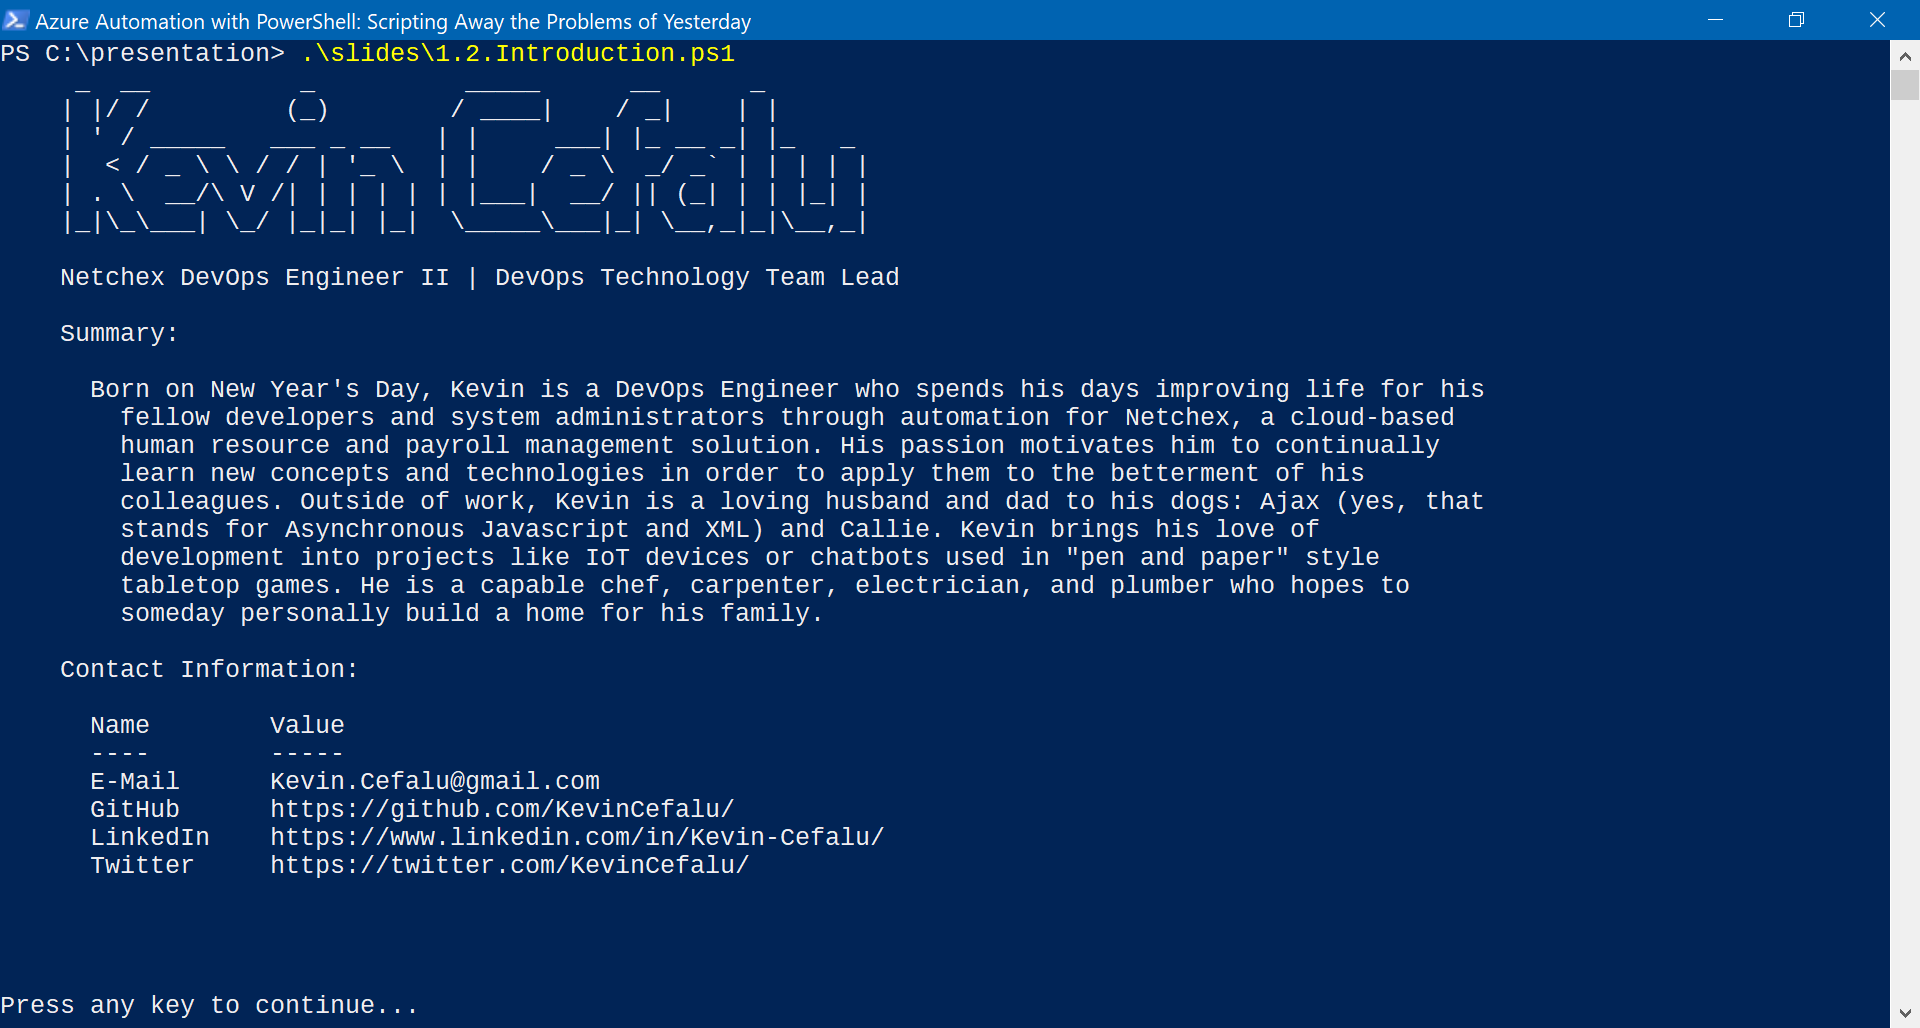 Azure Automation with PowerShell: Scripting Away the Problems of Yesterday
PS C:\presentation> .\slides\1.2.Introduction.ps1
Kevin Cefalu
Netchex DevOps Engineer II | DevOps Technology Team Lead
Summary:
Born on New Year's Day, Kevin is a DevOps Engineer who spends his days improving life for his
fellow developers and system administrators through automation for Netchex, a cloud-based
human resource and payroll management solution. His passion motivates him to continually
learn new concepts and technologies in order to apply them to the betterment of his
colleagues. Outside of work, Kevin is a loving husband and dad to his dogs: Ajax (yes, that
stands for Asynchronous Javascript and XML) and Callie. Kevin brings his love of
development into projects like IoT devices or chatbots used in "pen and paper" style
tabletop games. He is a capable chef, carpenter, electrician, and plumber who hopes to
someday personally build a home for his family.
Contact Information:
Name Value
---- -----
E-Mail Kevin.Cefalu@gmail.com
GitHub https://github.com/KevinCefalu/
LinkedIn https://www.linkedin.com/in/Kevin-Cefalu/
Twitter https://twitter.com/KevinCefalu/
Press any key to continue...